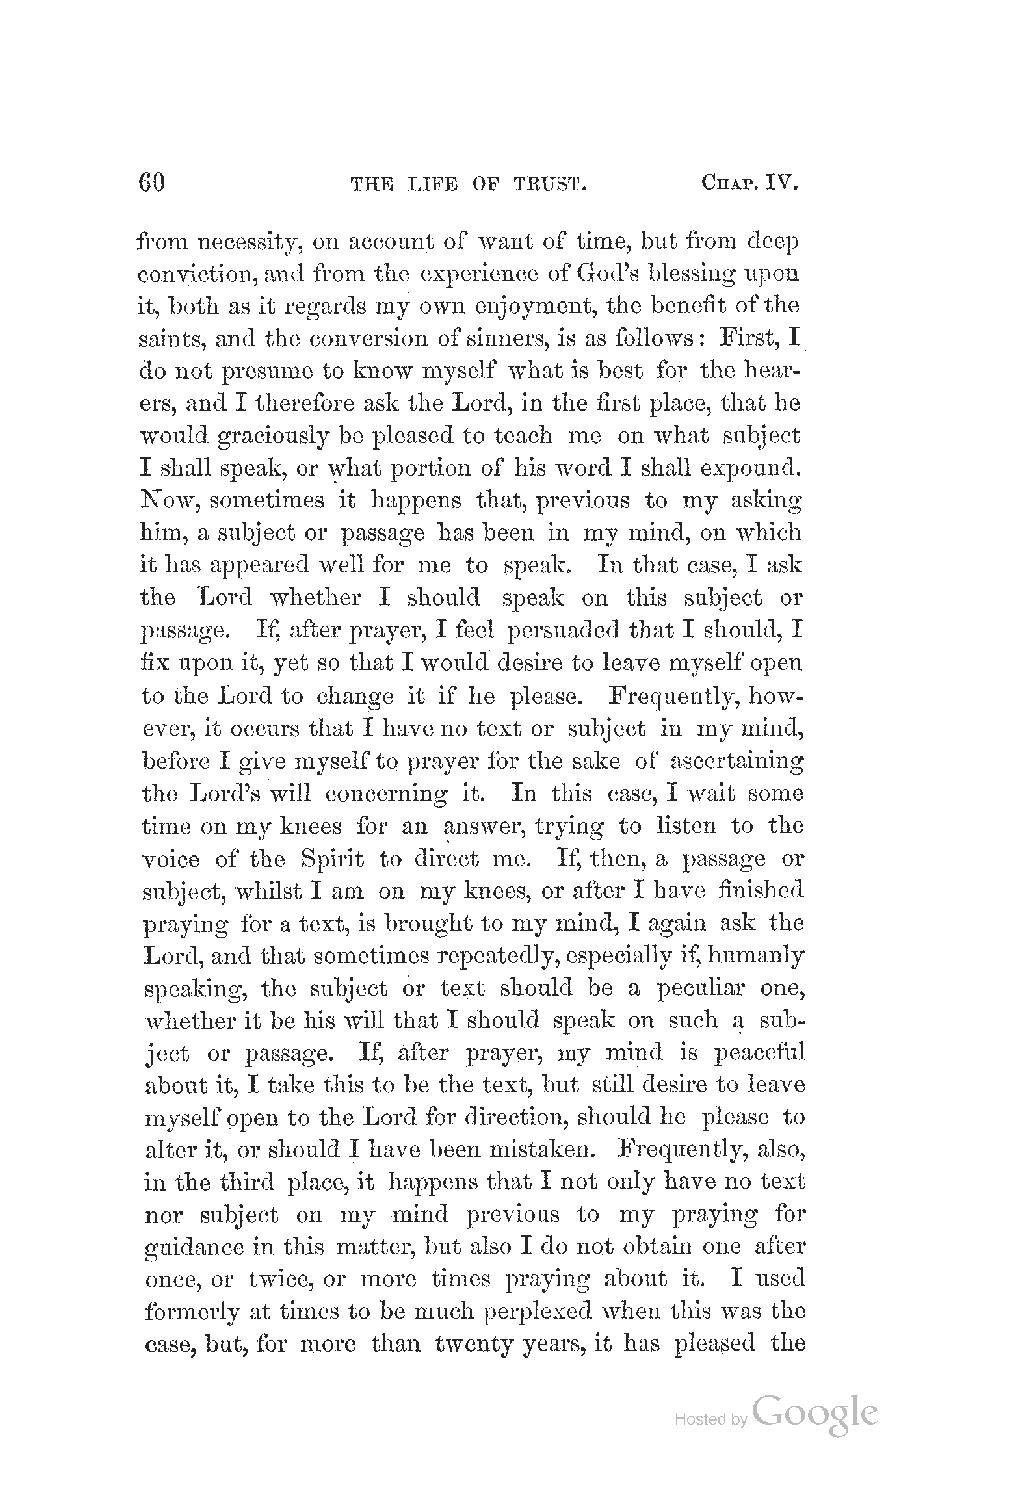 60 THE LIFE OF TRUST. CHAP. IV.
from necessity, on account of want of time, but from deep
conviction, and from the experience of God's blessing upon
it, both as it regards my own enjoyment, the benefit of the
saints, and the conversion of sinners, is as follows: First, I
do not presume to know myself what is best for the hear-
ers, and I therefore ask the Lord, in the first place, that he
would graciously be pleased to teach me on what subject
I shall speak, or what portion of his word I shall expound.
Now, sometimes it happens that, previous to my asking
him, a subject or passage has been in my mind, on which
it has appeared well for me to speak. In that case, I ask
the Lord whether I should speak on this subject or
passage. If, after prayer, I feel persuaded that I should, I
fix upon it, yet so that I would desire to leave myself open
to the Lord to change it if he please. Frequently, how-
ever, it occurs that I have no text or subject in my mind,
before I give myself to prayer for the sake of ascertaining
the Lord's will concerning it. In this case, I wait some
time on my knees for an answer, trying to listen to the
voice of the Spirit to direct me. If, then, a passage or
subject, whilst I am on my knees, or after I have finished
praying for a text, is brought to my mind, I again ask the
Lord, and that sometimes repeatedly, especially if, humanly
speaking, the subject or text should be a peculiar one,
whether it be his will that I should speak on such a sub-
ject or passage. If, after prayer, my mind is peaceful
about it, I take this to be the text, but still desire to leave
myself open to the Lord for direction, should he please to
alter it, or should I have been mistaken. Frequently, also,
in the third place, it happens that I not only have no text
nor subject on my mind previous to my praying for
guidance in this matter, but also I do not obtain one after
once, or twice, or more times praying about it. I used
formerly at times to be much perplexed when this was the
case, but, for more than twenty years, it has pleased the
Hosted by Google